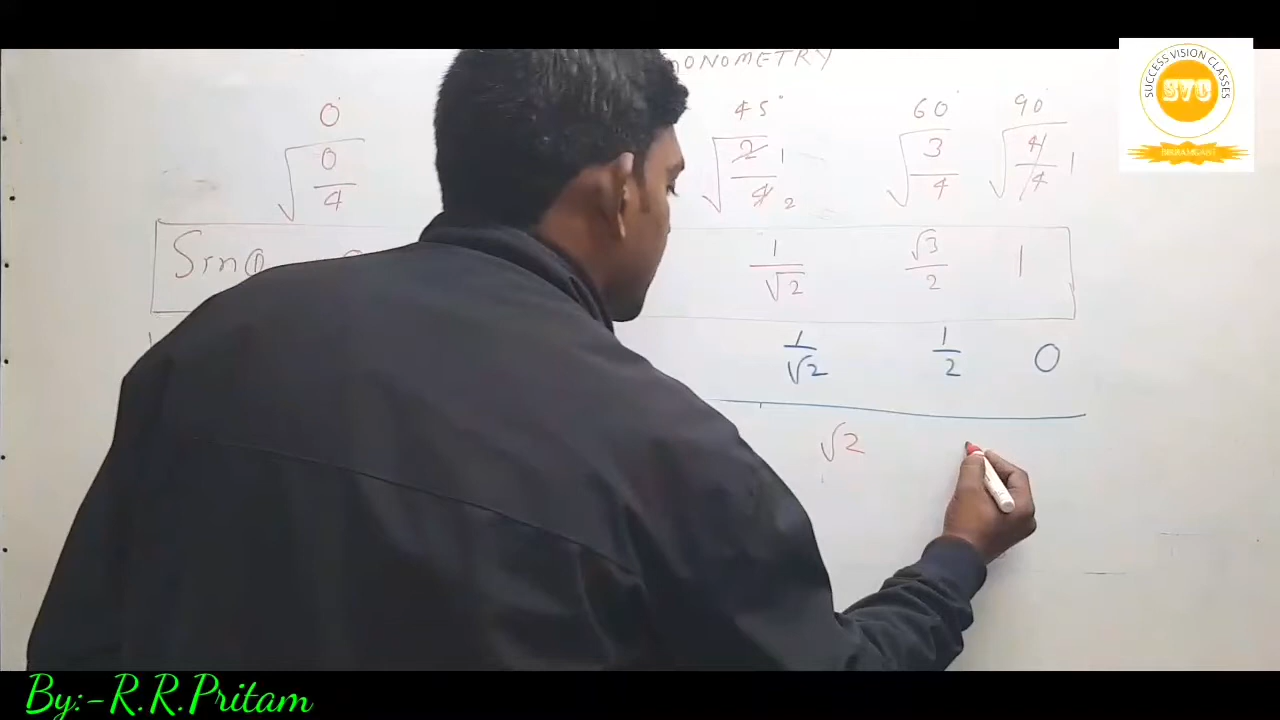 ONOMETRY
SUCCESS VISION CLASSES
SVC
BIKRAMGANJ
0° 45° 60° 90°
√0/4 √2/4 1 2 √3/4 √4/4 1
Sinθ 1/√2 √3/2 1
1/√2 1/2 0
√2
By:-R.R.Pritam